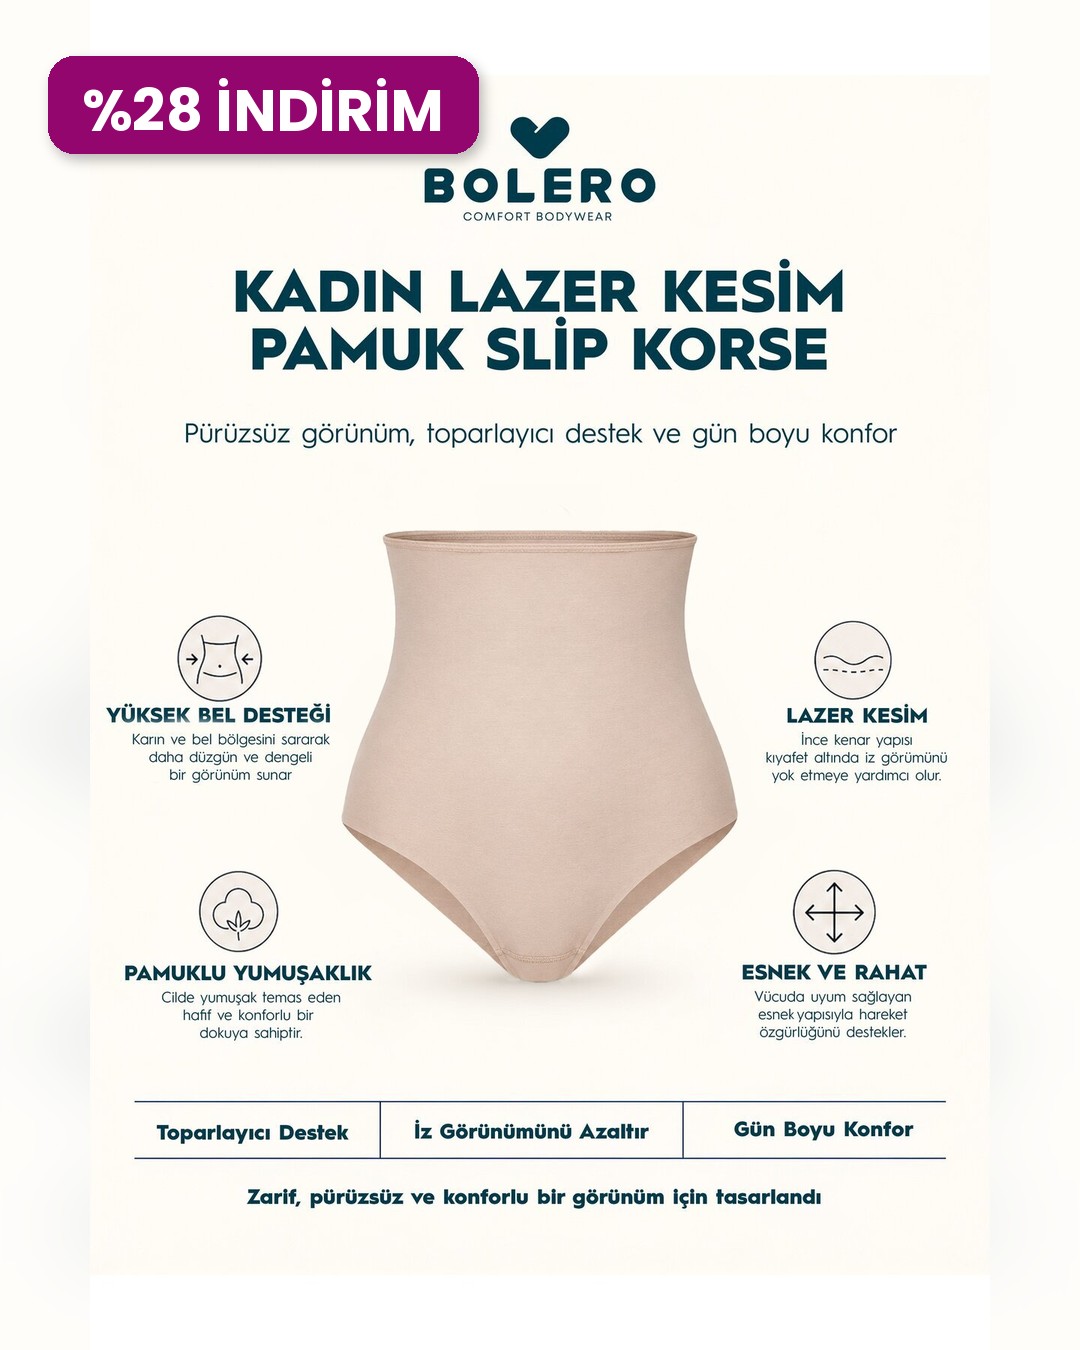 %28 İNDİRİM
BOLERO
COMFORT BODYWEAR
KADIN LAZER KESİM
PAMUK SLİP KORSE
Pürüzsüz görünüm, toparlayıcı destek ve gün boyu konfor
YÜKSEK BEL DESTEĞİ
Karın ve bel bölgesini sararak
daha düzgün ve dengeli
bir görünüm sunar
LAZER KESİM
İnce kenar yapısı
kıyafet altında iz görümünü
yok etmeye yardımcı olur.
PAMUKLU YUMUŞAKLIK
Cilde yumuşak temas eden
hafif ve konforlu bir
dokuya sahiptir.
ESNEK VE RAHAT
Vücuda uyum sağlayan
esnek yapısıyla hareket
özgürlüğünü destekler.
Toparlayıcı Destek
İz Görünümünü Azaltır
Gün Boyu Konfor
Zarif, pürüzsüz ve konforlu bir görünüm için tasarlandı